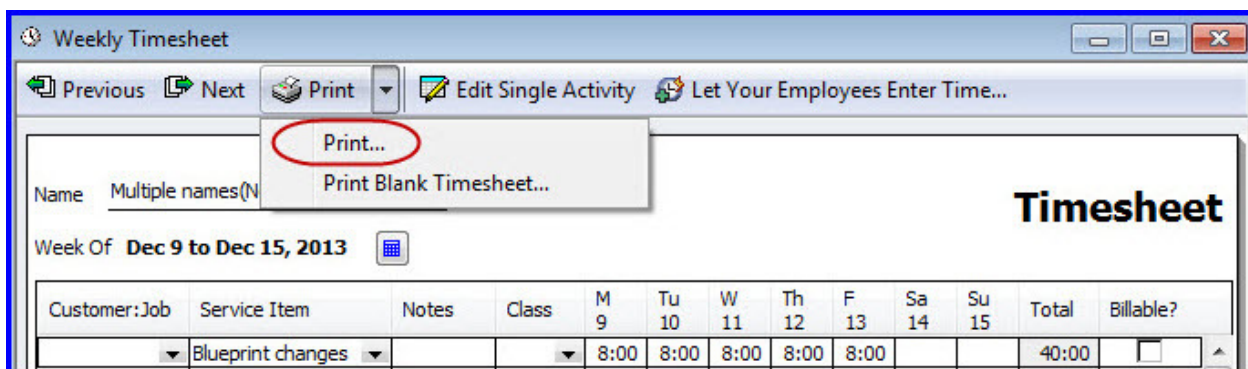 Weekly Timesheet
Previous Next Print Edit Single Activity Let Your Employees Enter Time...
Print...
Print Blank Timesheet...
Name Multiple names(N
Timesheet
Week Of Dec 9 to Dec 15, 2013
Customer:Job Service Item Notes Class M 9 Tu 10 W 11 Th 12 F 13 Sa 14 Su 15 Total Billable?
Blueprint changes 8:00 8:00 8:00 8:00 8:00 40:00